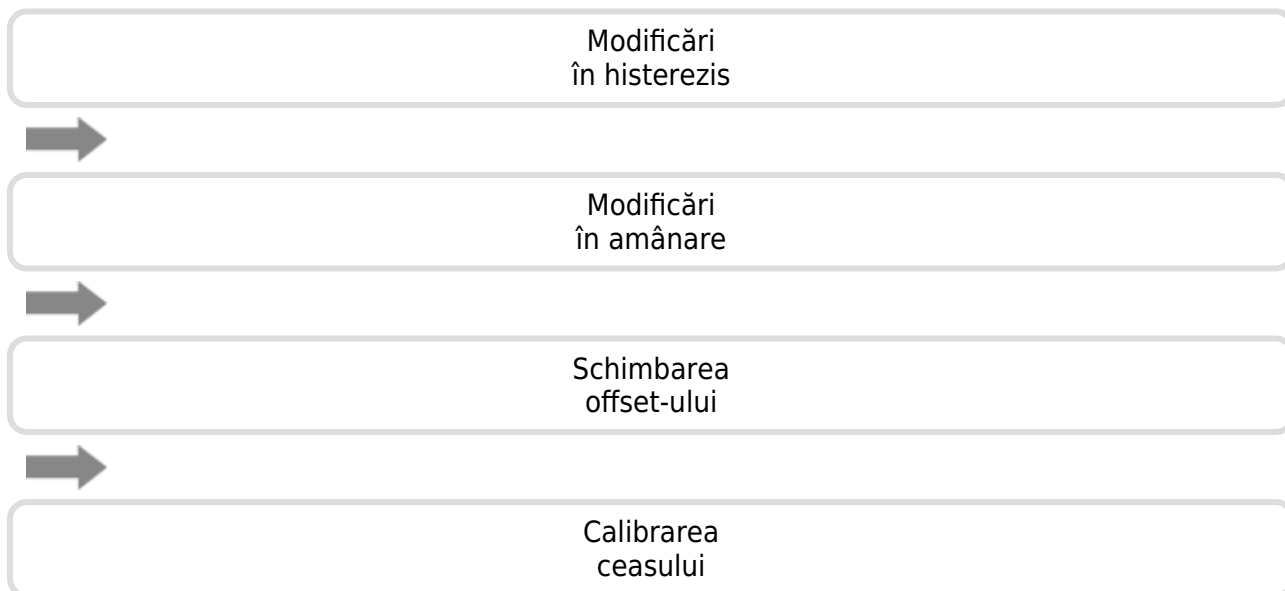 Modificări
în histerezis
Modificări
în amânare
Schimbarea
offset-ului
Calibrarea
ceasului